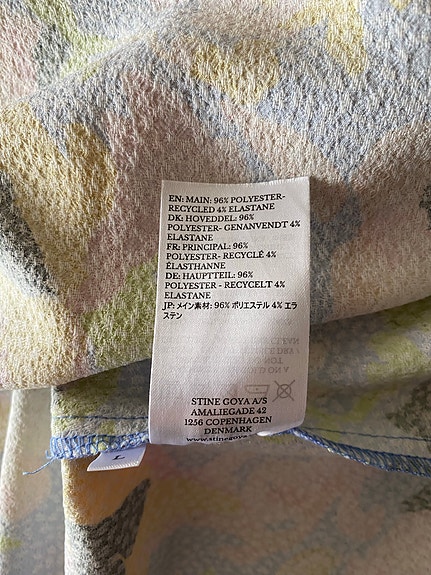 EN: MAIN: 96% POLYESTER-
RECYCLED 4% ELASTANE
DK: HOVEDDEL: 96%
POLYESTER- GENANVENDT 4%
ELASTANE
FR: PRINCIPAL: 96%
POLYESTER- RECYCLÉ 4%
ÉLASTHANNE
DE: HAUPTTEIL: 96%
POLYESTER - RECYCELT 4%
ELASTANE
JP: メイン素材: 96% ポリエステル 4% エラ
ステン
STINE GOYA A/S
AMALIEGADE 42
1256 COPENHAGEN
DENMARK
www.stinegoya.
L